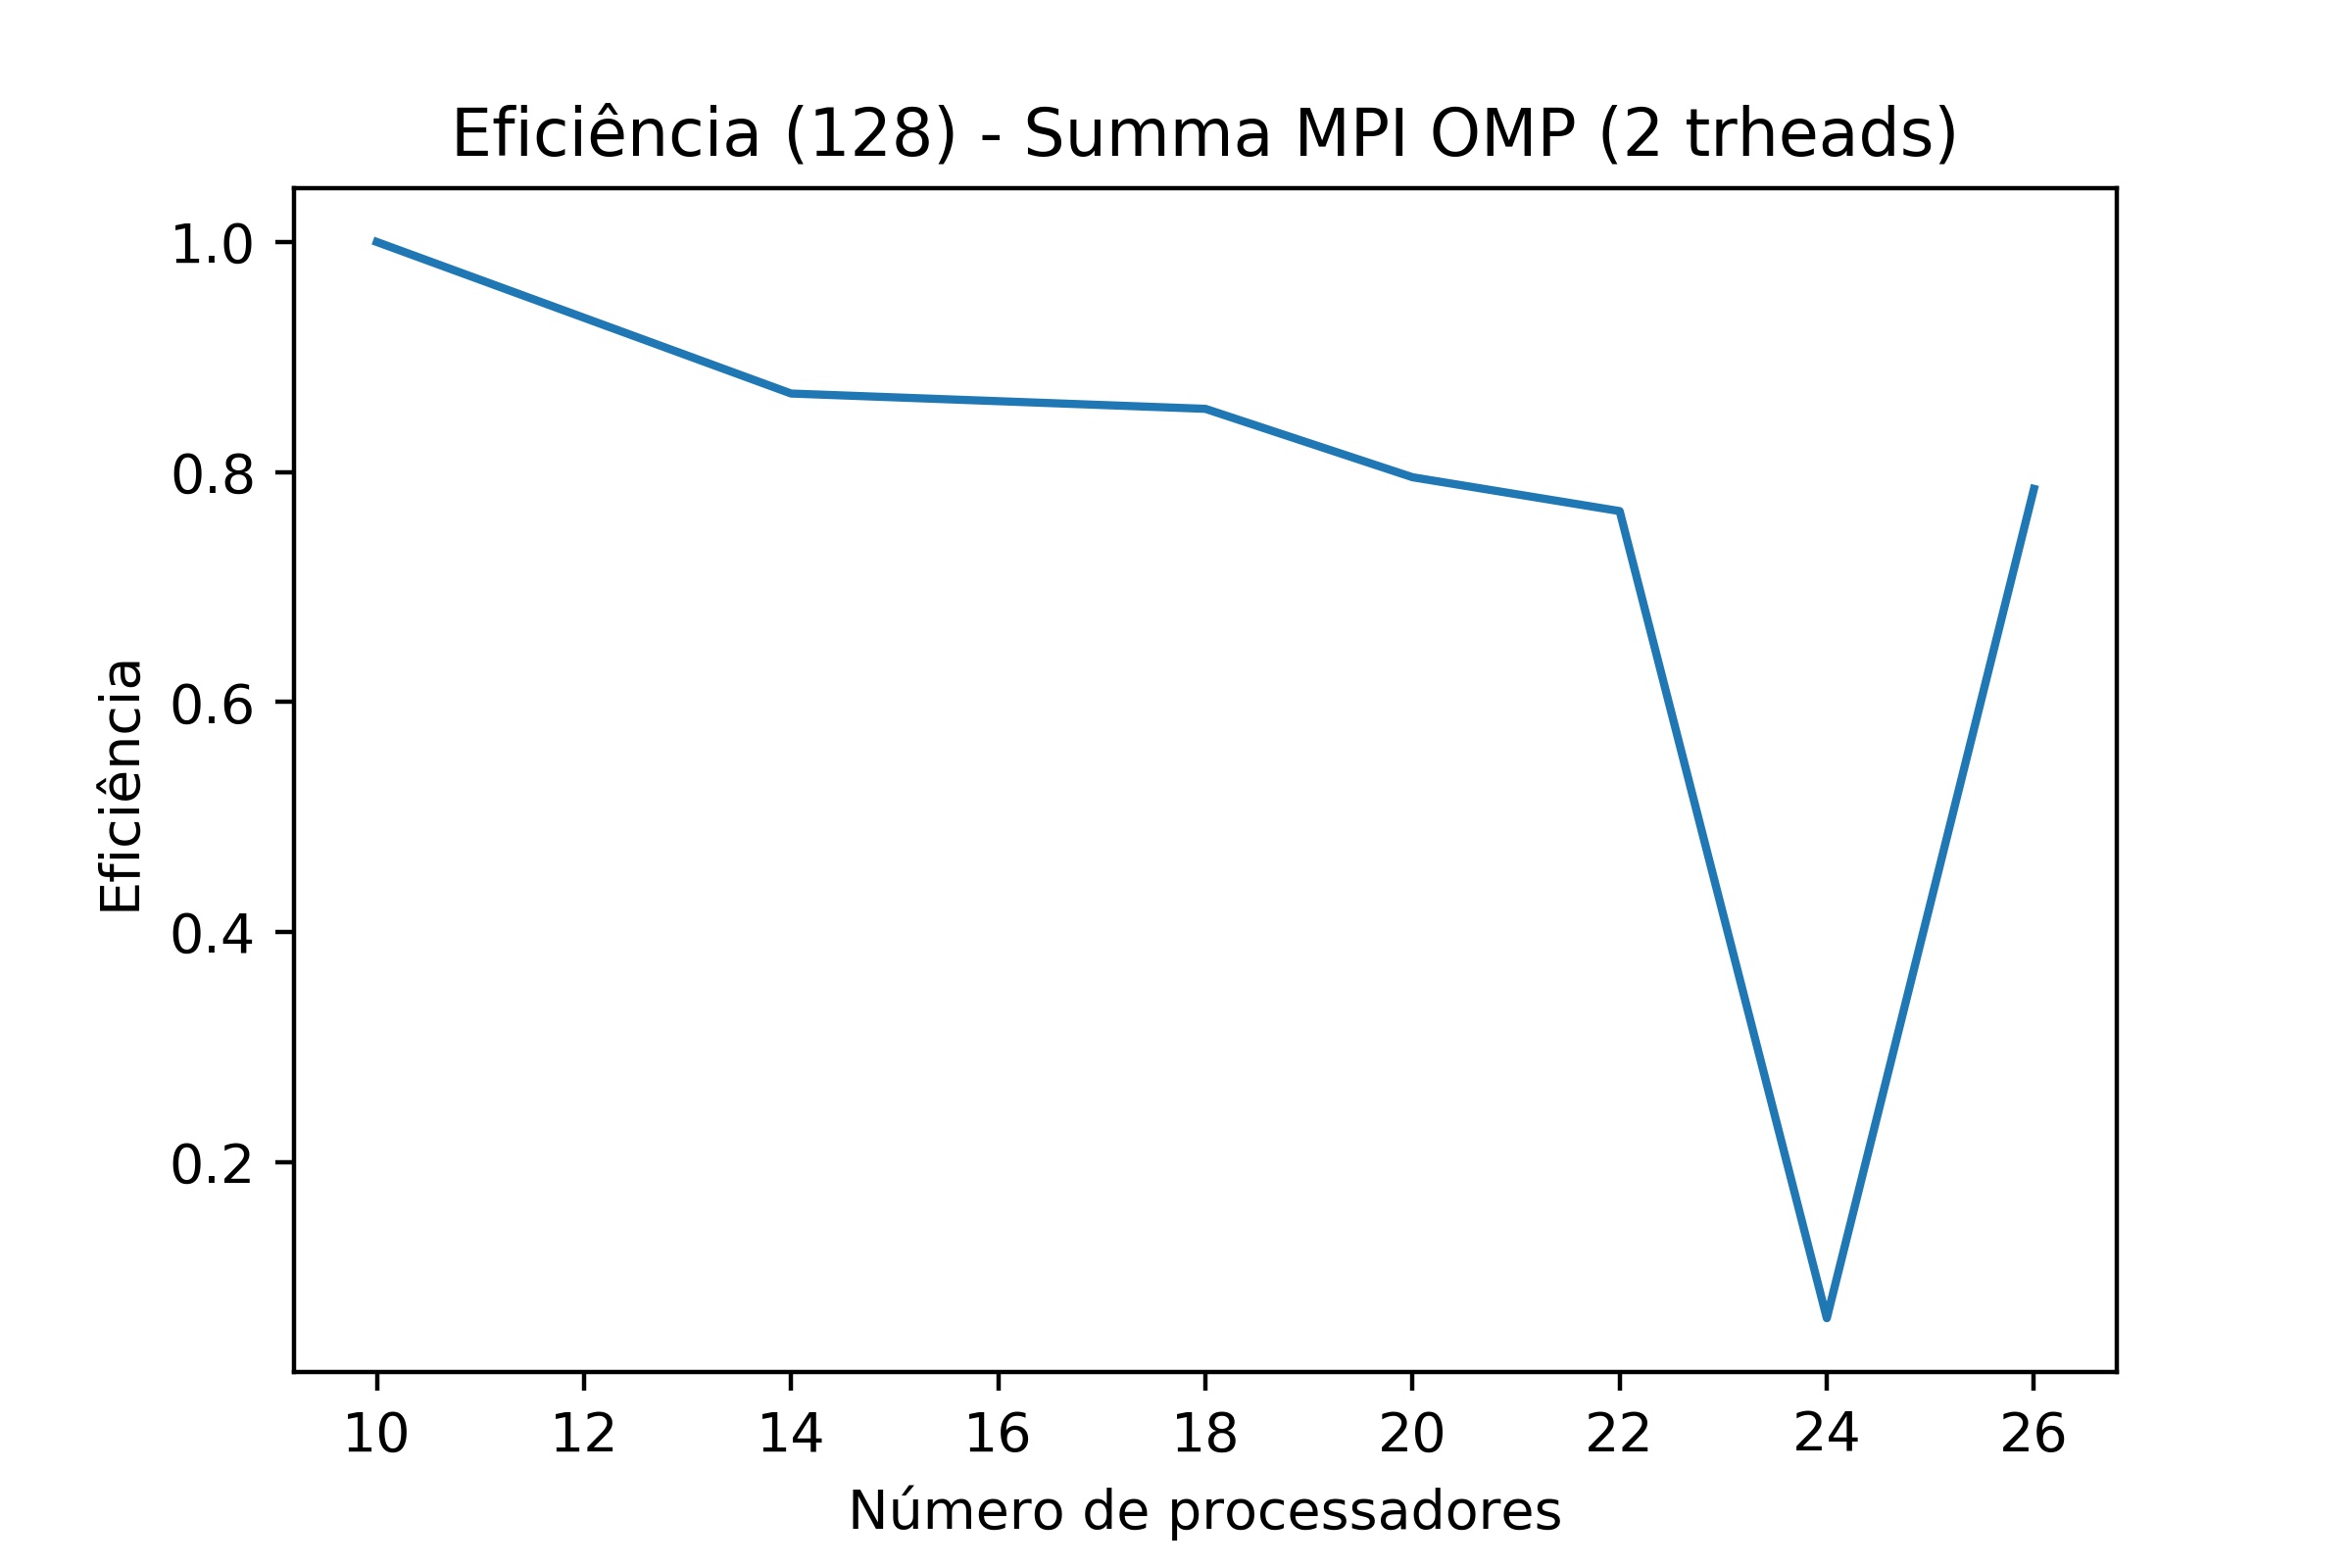 Eficiência (128) - Summa MPI OMP (2 trheads)
1.0
0.8
0.6
0.4
0.2
Eficiência
10 12 14 16 18 20 22 24 26
Número de processadores